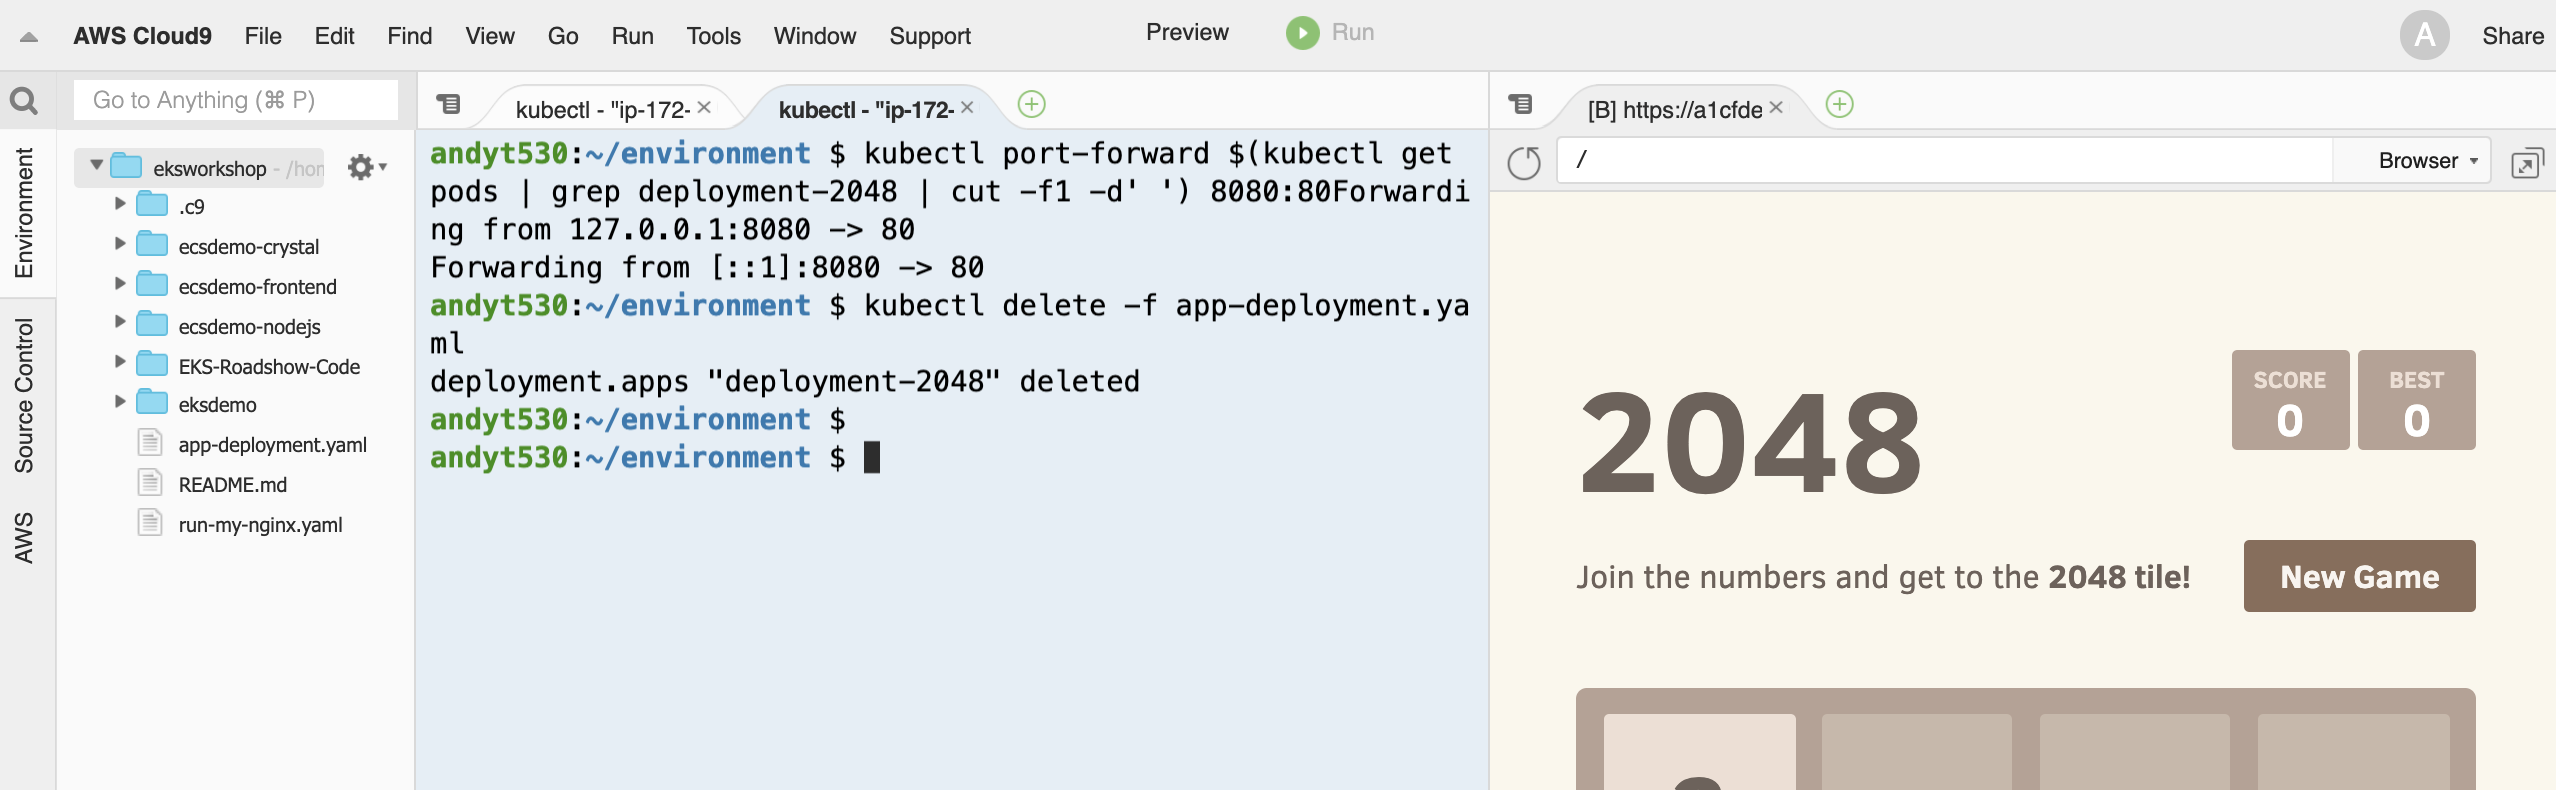 AWS Cloud9 File Edit Find View Go Run Tools Window Support Preview Run A Share
Go to Anything (⌘ P)
kubectl - "ip-172-
kubectl - "ip-172-
[B] https://a1cfde
/
Browser
Environment
Source Control
AWS
eksworkshop - /hon
.c9
ecsdemo-crystal
ecsdemo-frontend
ecsdemo-nodejs
EKS-Roadshow-Code
eksdemo
app-deployment.yaml
README.md
run-my-nginx.yaml
andyt530:~/environment $ kubectl port-forward $(kubectl get
pods | grep deployment-2048 | cut -f1 -d' ') 8080:80Forwardi
ng from 127.0.0.1:8080 -> 80
Forwarding from [::1]:8080 -> 80
andyt530:~/environment $ kubectl delete -f app-deployment.ya
ml
deployment.apps "deployment-2048" deleted
andyt530:~/environment $
andyt530:~/environment $
2048
SCORE
0
BEST
0
Join the numbers and get to the 2048 tile!
New Game